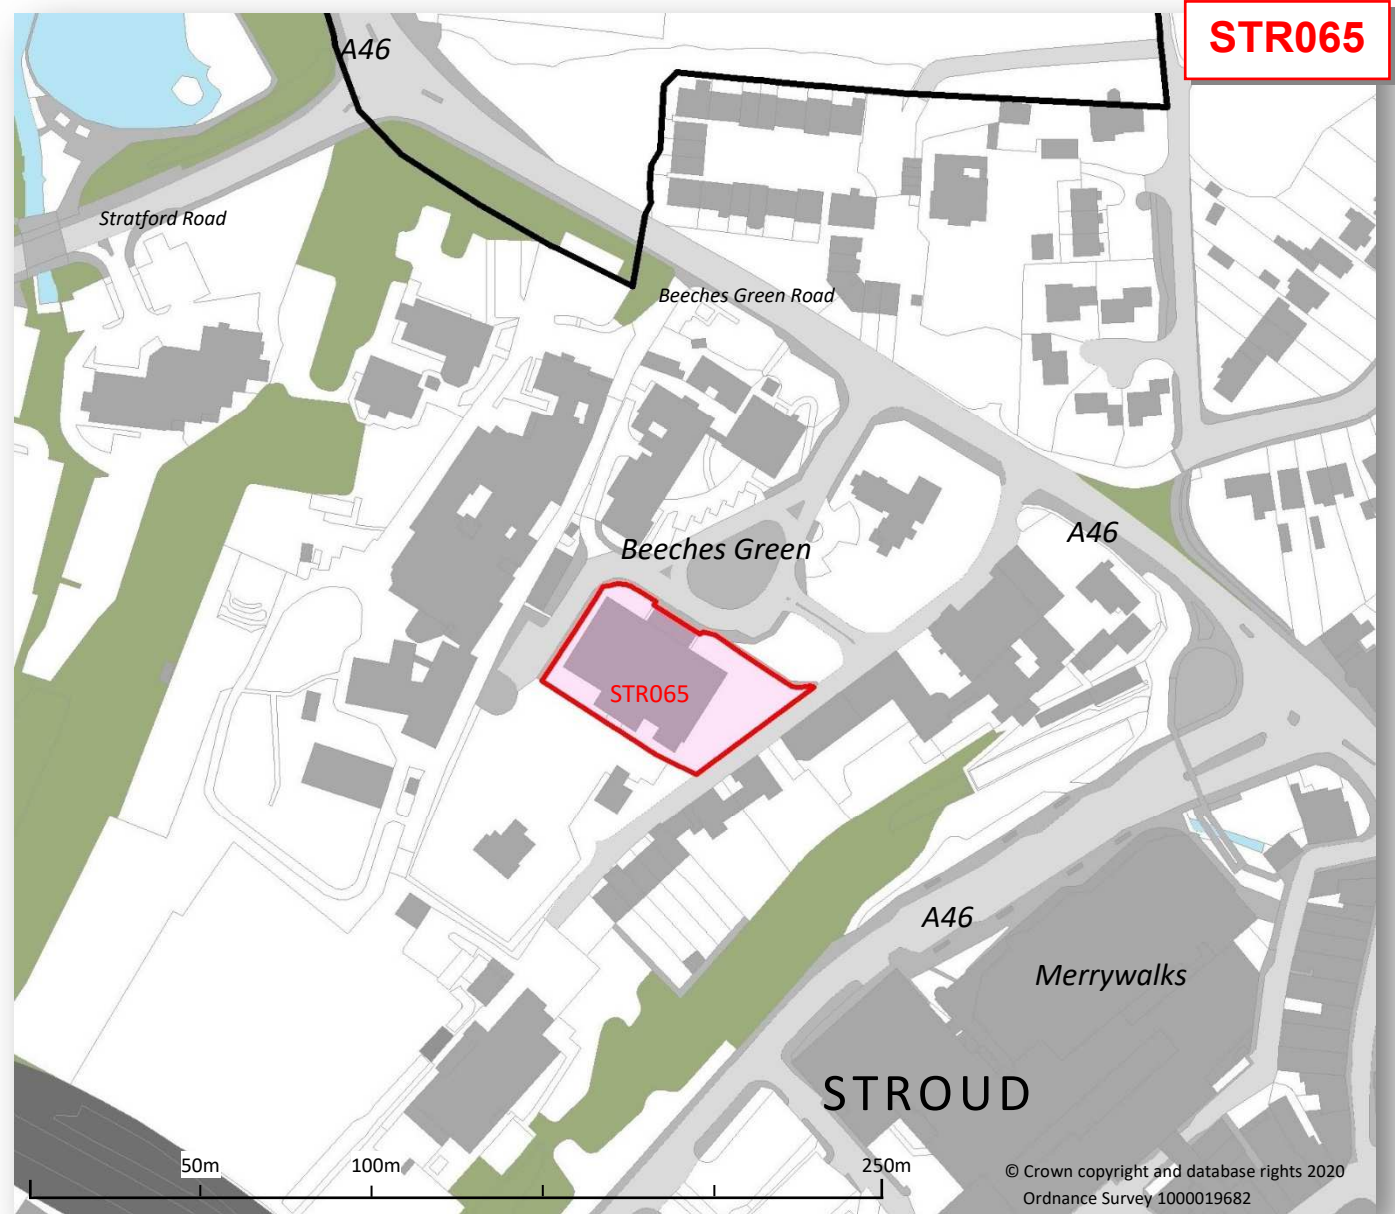 STR065
A46
Stratford Road
Beeches Green Road
A46
Beeches Green
STR065
A46
Merrywalks
STROUD
50m
100m
250m
© Crown copyright and database rights 2020
Ordnance Survey 1000019682